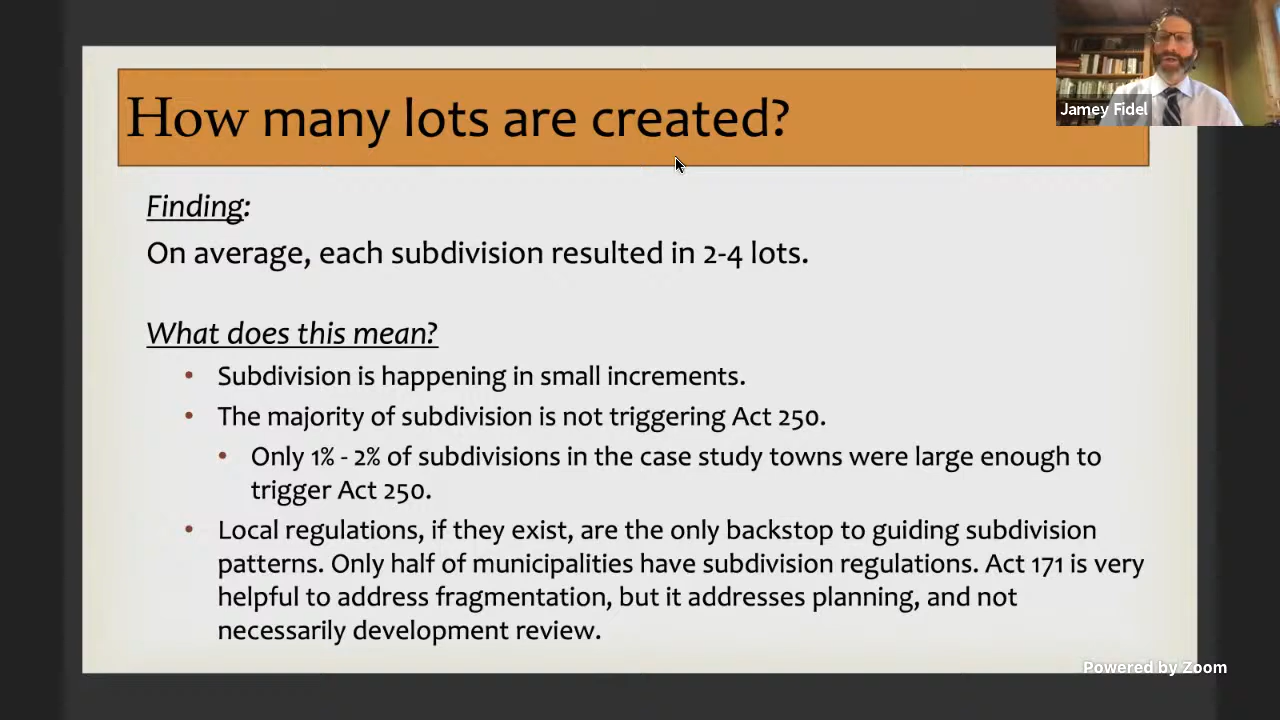 How many lots are created?
Jamey Fidel
Finding:
On average, each subdivision resulted in 2-4 lots.
What does this mean?
• Subdivision is happening in small increments.
• The majority of subdivision is not triggering Act 250.
• Only 1% - 2% of subdivisions in the case study towns were large enough to
trigger Act 250.
• Local regulations, if they exist, are the only backstop to guiding subdivision
patterns. Only half of municipalities have subdivision regulations. Act 171 is very
helpful to address fragmentation, but it addresses planning, and not
necessarily development review.
Powered by Zoom